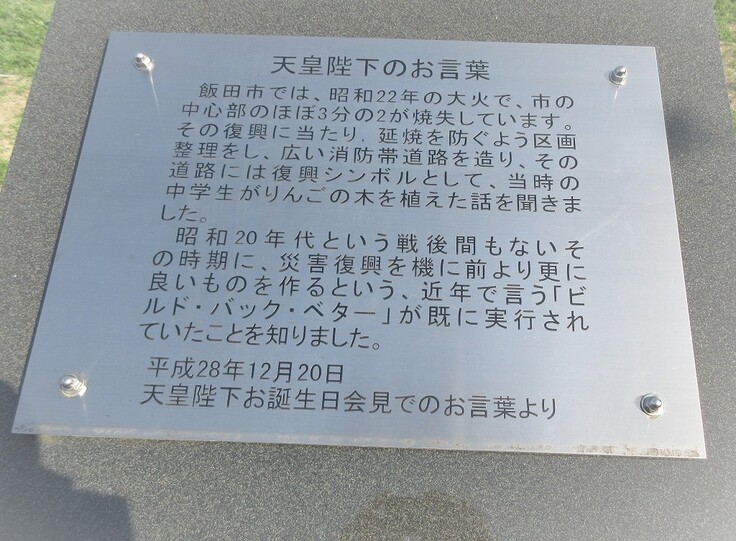 天皇陛下のお言葉
飯田市では、昭和22年の大火で、市の
中心部のほぼ3分の2が焼失しています。
その復興に当たり、延焼を防ぐよう区画
整理をし、広い消防帯道路を造り、その
道路には復興シンボルとして、当時の
中学生がりんごの木を植えた話を聞きま
した。
昭和20年代という戦後間もないそ
の時期に、災害復興を機に前より更に
良いものを作るという、近年で言う「ビ
ルド・バック・ベター」が既に実行され
ていたことを知りました。
平成28年12月20日
天皇陛下お誕生日会見でのお言葉より